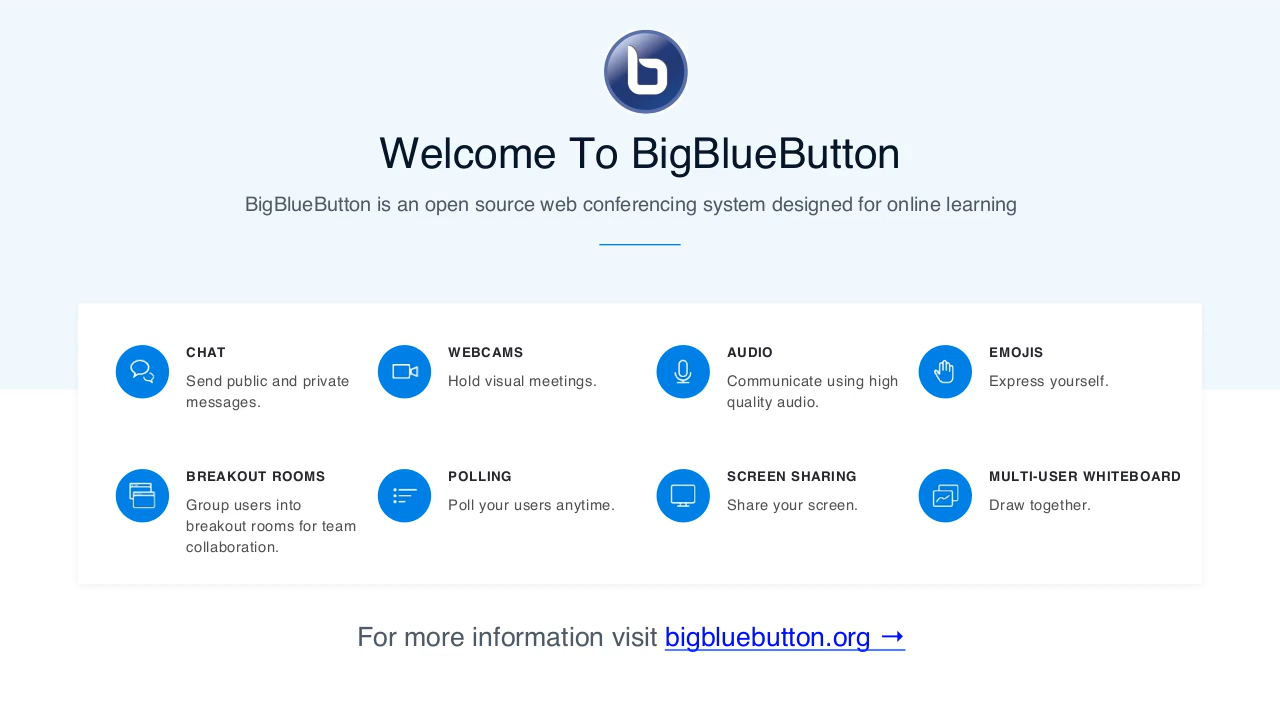 Welcome To BigBlueButton
BigBlueButton is an open source web conferencing system designed for online learning
CHAT
Send public and private
messages.
WEBCAMS
Hold visual meetings.
AUDIO
Communicate using high
quality audio.
EMOJIS
Express yourself.
BREAKOUT ROOMS
Group users into
breakout rooms for team
collaboration.
POLLING
Poll your users anytime.
SCREEN SHARING
Share your screen.
MULTI-USER WHITEBOARD
Draw together.
For more information visit bigbluebutton.org →